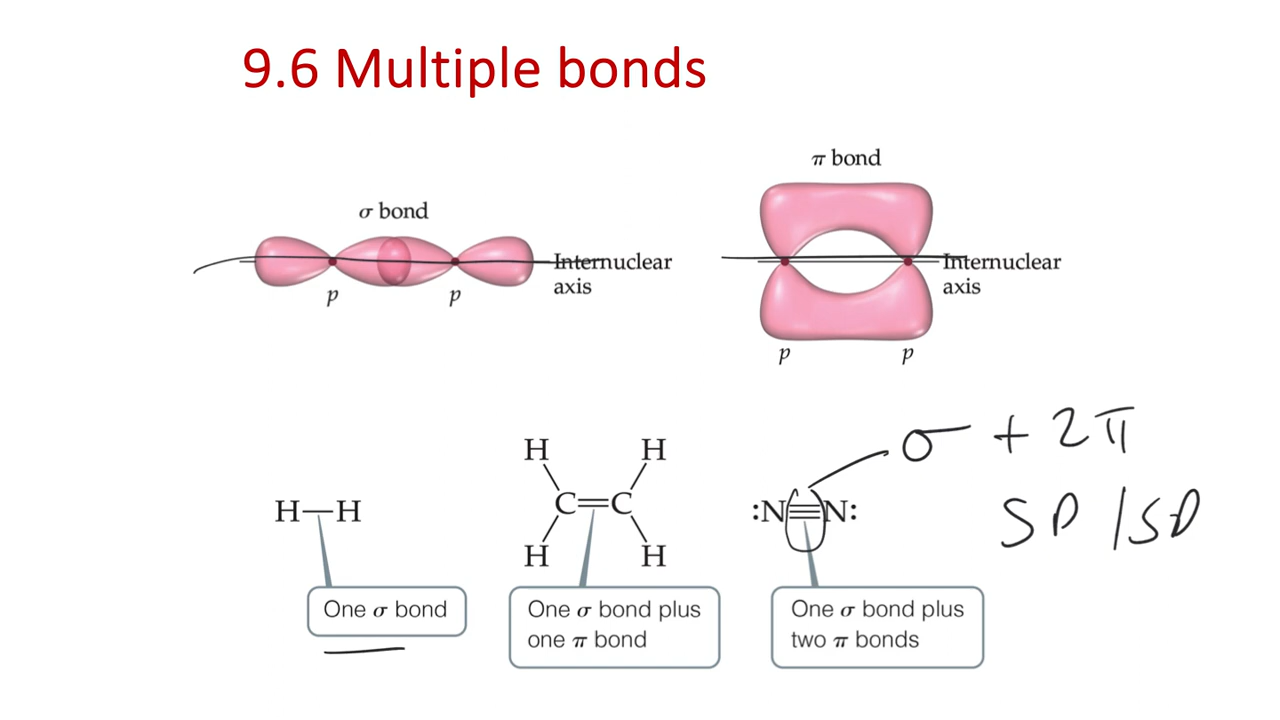 9.6 Multiple bonds
π bond
σ bond
Internuclear
axis
p
p
Internuclear
axis
p
p
σ + 2π
H H
C=C
H H
H—H
:N≡N:
SP / SP
One σ bond
One σ bond plus
one π bond
One σ bond plus
two π bonds